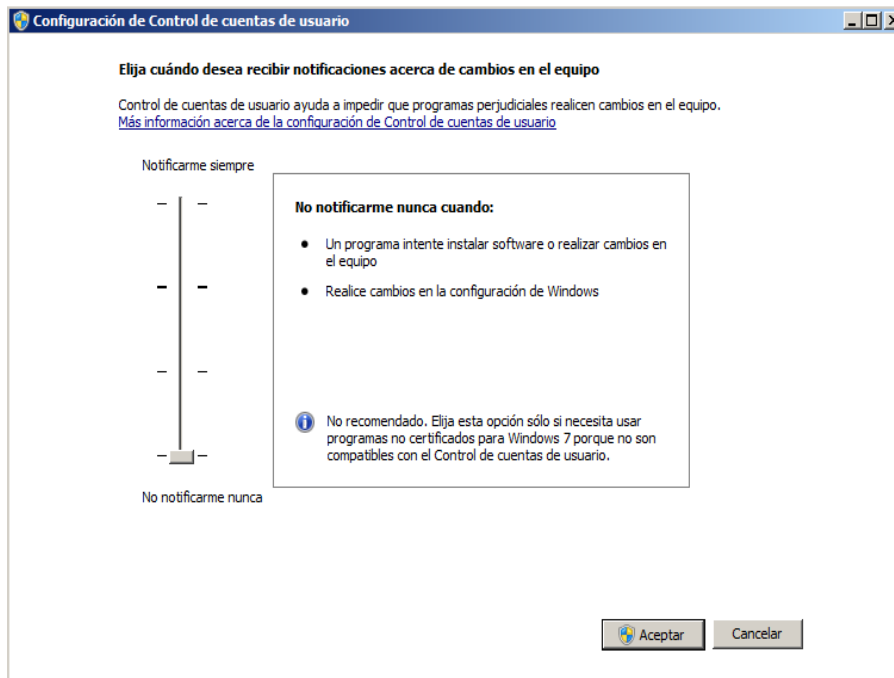 Configuración de Control de cuentas de usuario
Elija cuándo desea recibir notificaciones acerca de cambios en el equipo
Control de cuentas de usuario ayuda a impedir que programas perjudiciales realicen cambios en el equipo.
Más información acerca de la configuración de Control de cuentas de usuario
Notificarme siempre
No notificarme nunca cuando:
Un programa intente instalar software o realizar cambios en
el equipo
Realice cambios en la configuración de Windows
No recomendado. Elija esta opción sólo si necesita usar
programas no certificados para Windows 7 porque no son
compatibles con el Control de cuentas de usuario.
No notificarme nunca
Aceptar
Cancelar